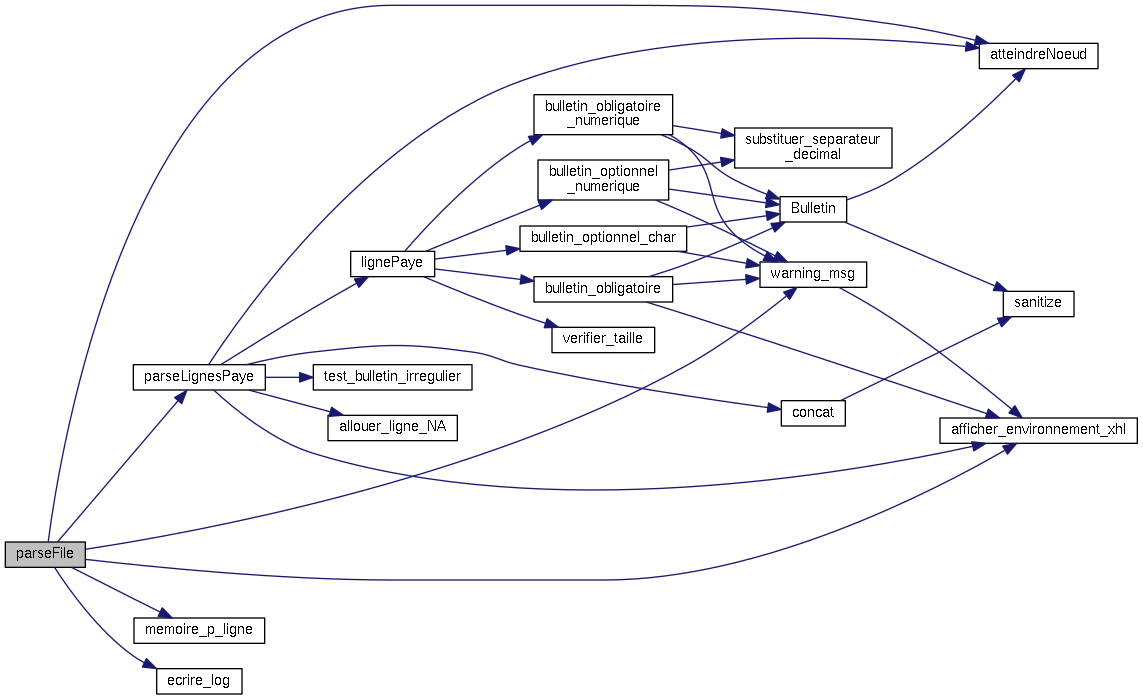 atteindreNoeud
bulletin_obligatoire
_numerique
substituer_separateur
_decimal
bulletin_optionnel
_numerique
Bulletin
bulletin_optionnel_char
lignePaye
warning_msg
bulletin_obligatoire
sanitize
verifier_taille
parseLignesPaye
test_bulletin_irregulier
concat
allouer_ligne_NA
afficher_environnement_xhl
parseFile
memoire_p_ligne
ecrire_log